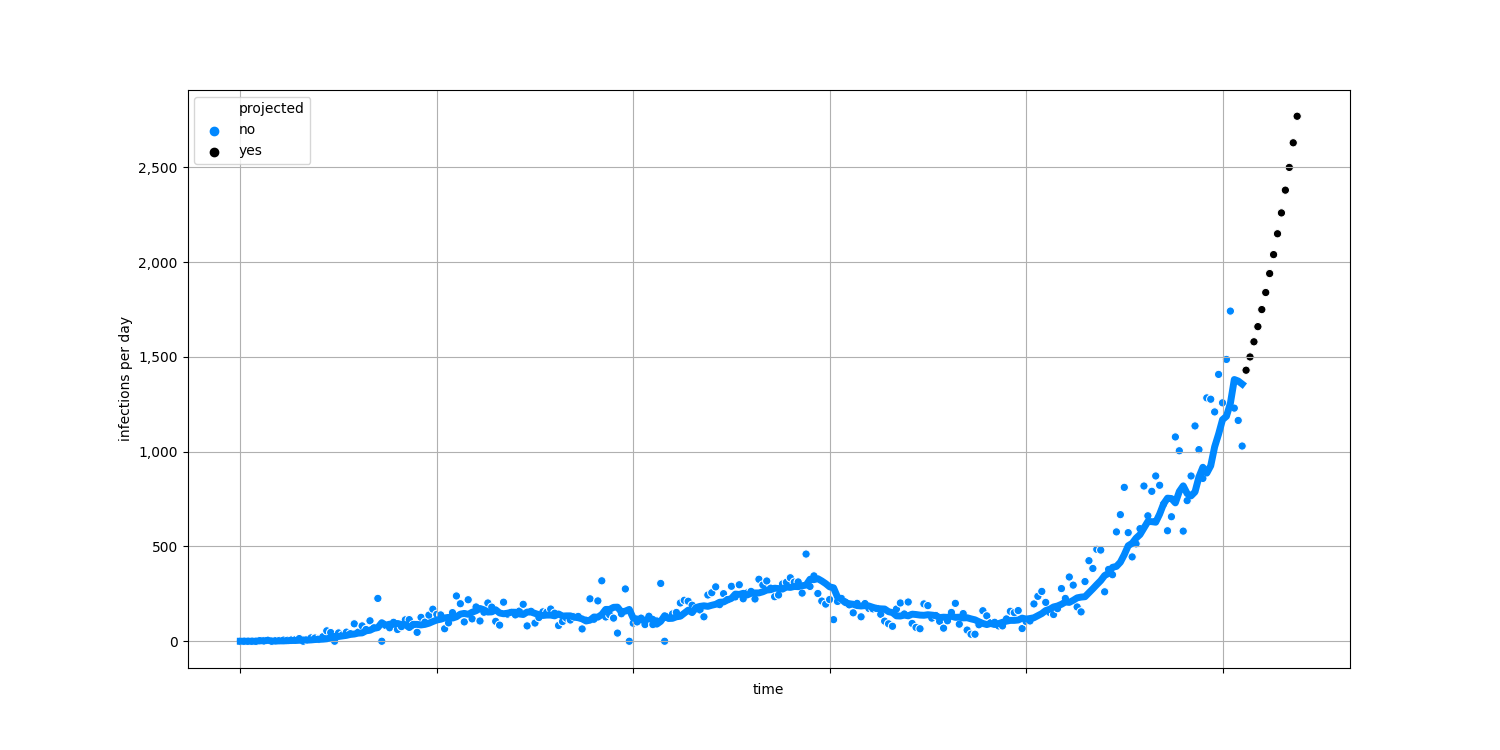 projected
no
yes
2,500
2,000
1,500
1,000
500
0
infections per day
time